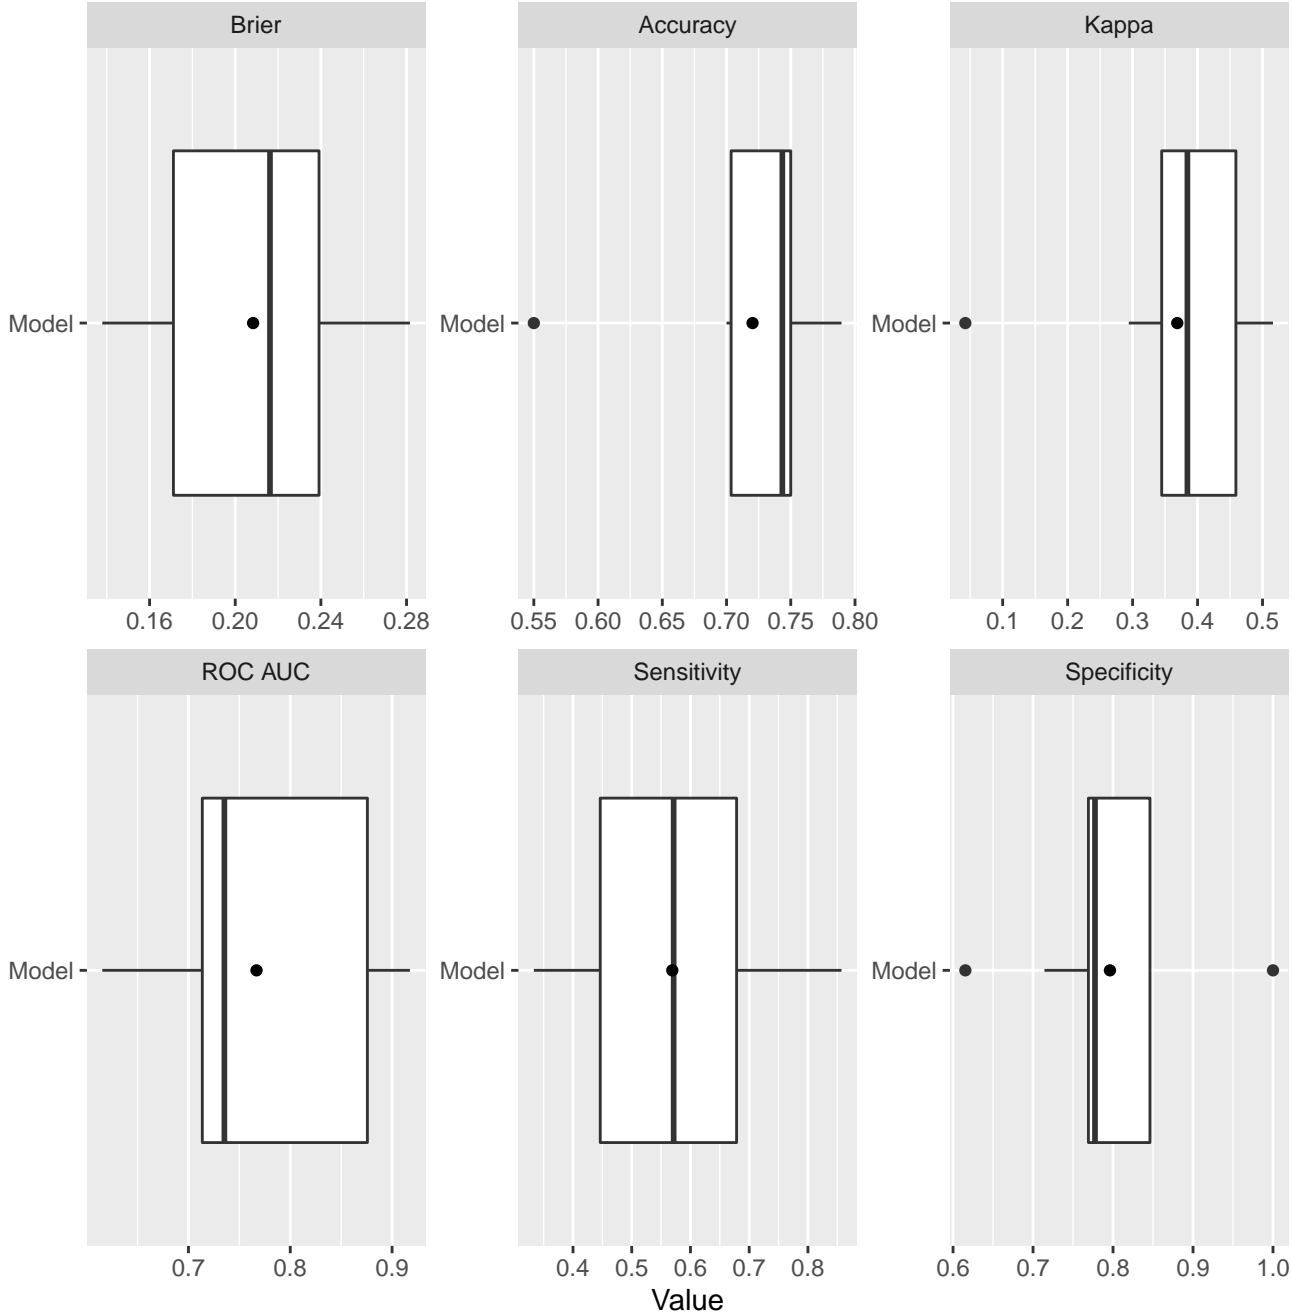 Brier Accuracy Kappa
Model Model Model
0.16 0.20 0.24 0.28 0.55 0.60 0.65 0.70 0.75 0.80 0.1 0.2 0.3 0.4 0.5
ROC AUC Sensitivity Specificity
Model Model Model
0.7 0.8 0.9 0.4 0.5 0.6 0.7 0.8 0.6 0.7 0.8 0.9 1.0
Value